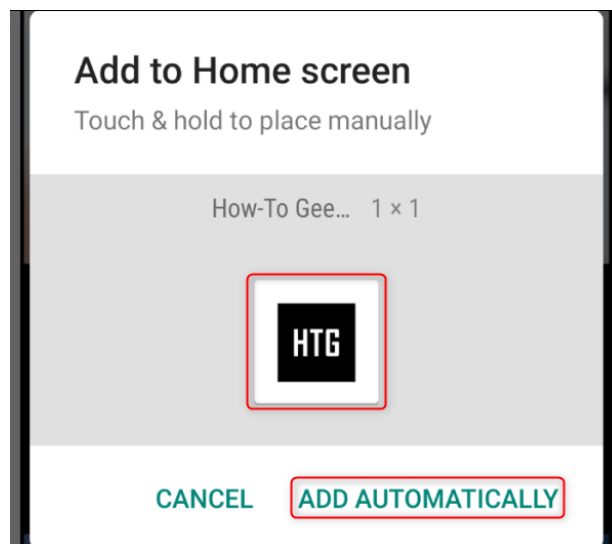 Add to Home screen
Touch & hold to place manually
How-To Gee… 1 × 1
HTG
CANCEL ADD AUTOMATICALLY